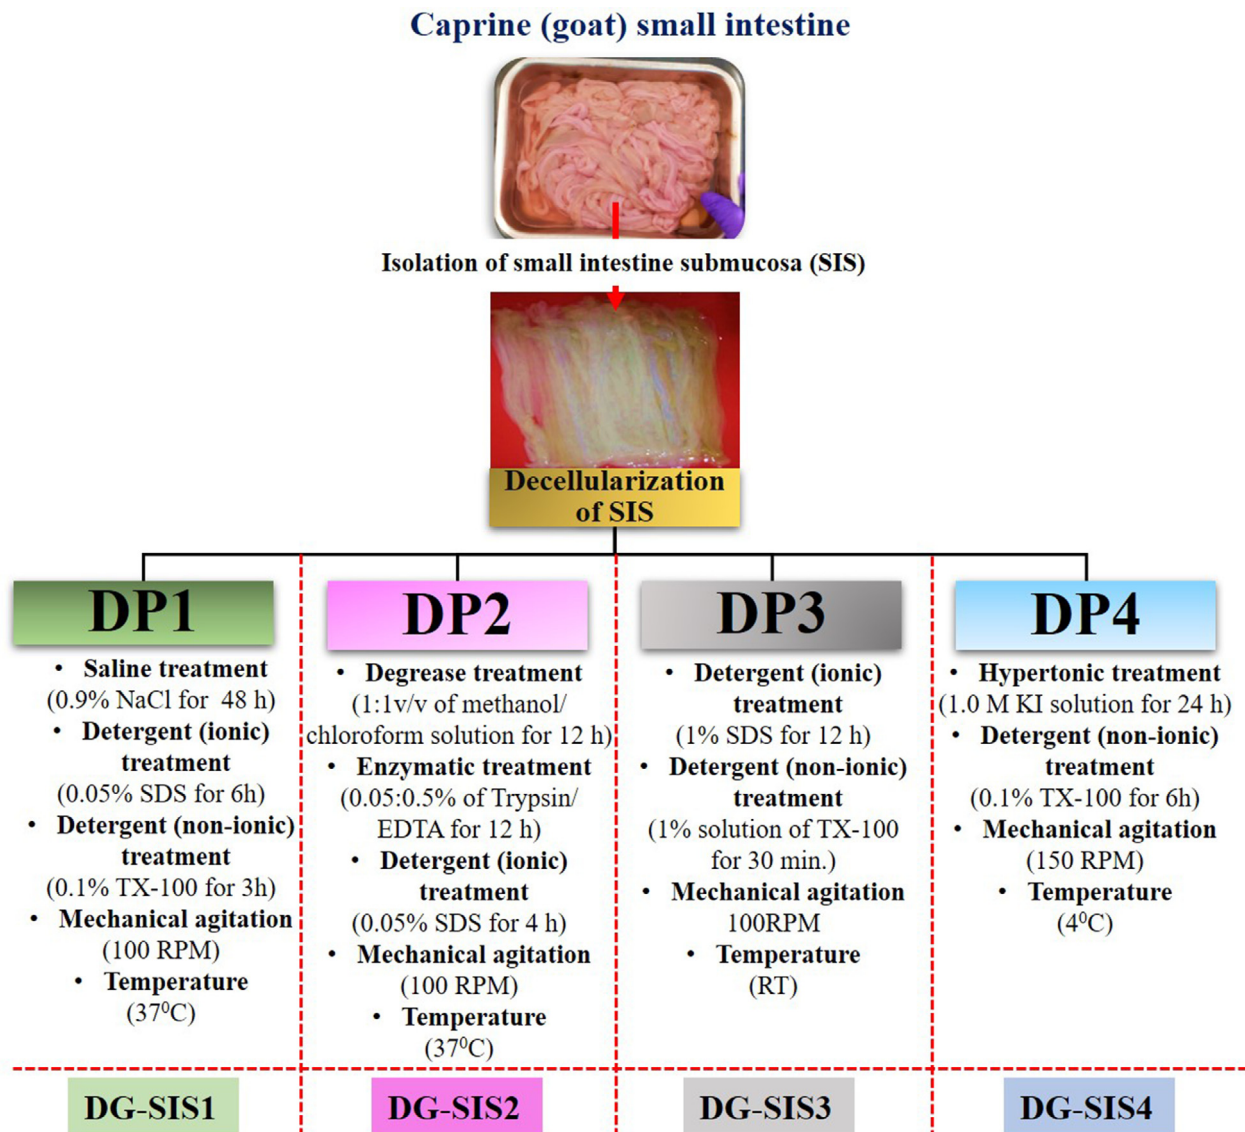 Caprine (goat) small intestine
Isolation of small intestine submucosa (SIS)
Decellularization
of SIS
DP1
• Saline treatment
(0.9% NaCl for 48 h)
• Detergent (ionic)
treatment
(0.05% SDS for 6h)
• Detergent (non-ionic)
treatment
(0.1% TX-100 for 3h)
• Mechanical agitation
(100 RPM)
• Temperature
(37⁰C)
DG-SIS1
DP2
• Degrease treatment
(1:1v/v of methanol/
chloroform solution for 12 h)
• Enzymatic treatment
(0.05:0.5% of Trypsin/
EDTA for 12 h)
• Detergent (ionic)
treatment
(0.05% SDS for 4 h)
• Mechanical agitation
(100 RPM)
• Temperature
(37⁰C)
DG-SIS2
DP3
• Detergent (ionic)
treatment
(1% SDS for 12 h)
• Detergent (non-ionic)
treatment
(1% solution of TX-100
for 30 min.)
• Mechanical agitation
100RPM
• Temperature
(RT)
DG-SIS3
DP4
• Hypertonic treatment
(1.0 M KI solution for 24 h)
• Detergent (non-ionic)
treatment
(0.1% TX-100 for 6h)
• Mechanical agitation
(150 RPM)
• Temperature
(4⁰C)
DG-SIS4